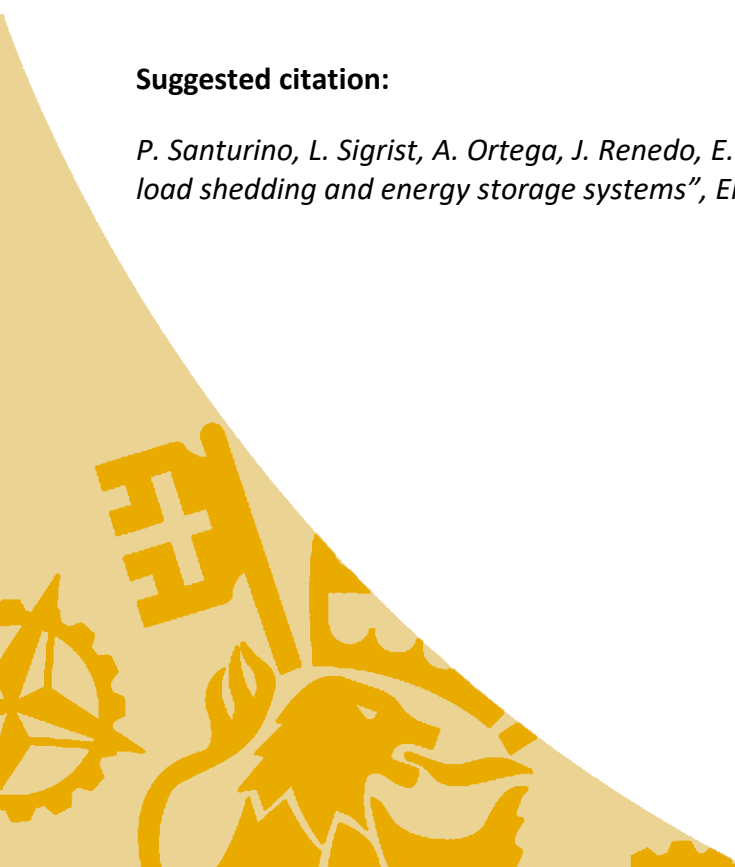 Suggested citation:
P. Santurino, L. Sigrist, A. Ortega, J. Renedo, E.
load shedding and energy storage systems”, El